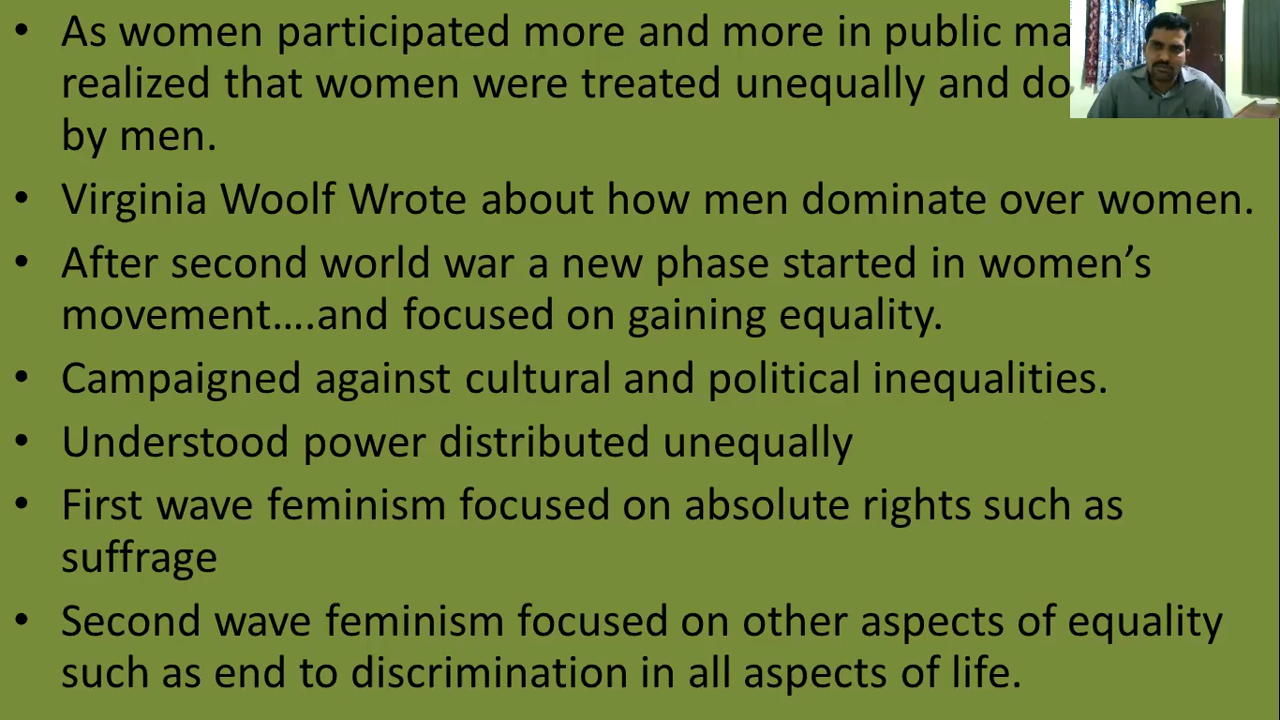 • As women participated more and more in public
realized that women were treated unequally and
by men.
• Virginia Woolf Wrote about how men dominate over women.
• After second world war a new phase started in women’s
movement....and focused on gaining equality.
• Campaigned against cultural and political inequalities.
• Understood power distributed unequally
• First wave feminism focused on absolute rights such as
suffrage
• Second wave feminism focused on other aspects of equality
such as end to discrimination in all aspects of life.